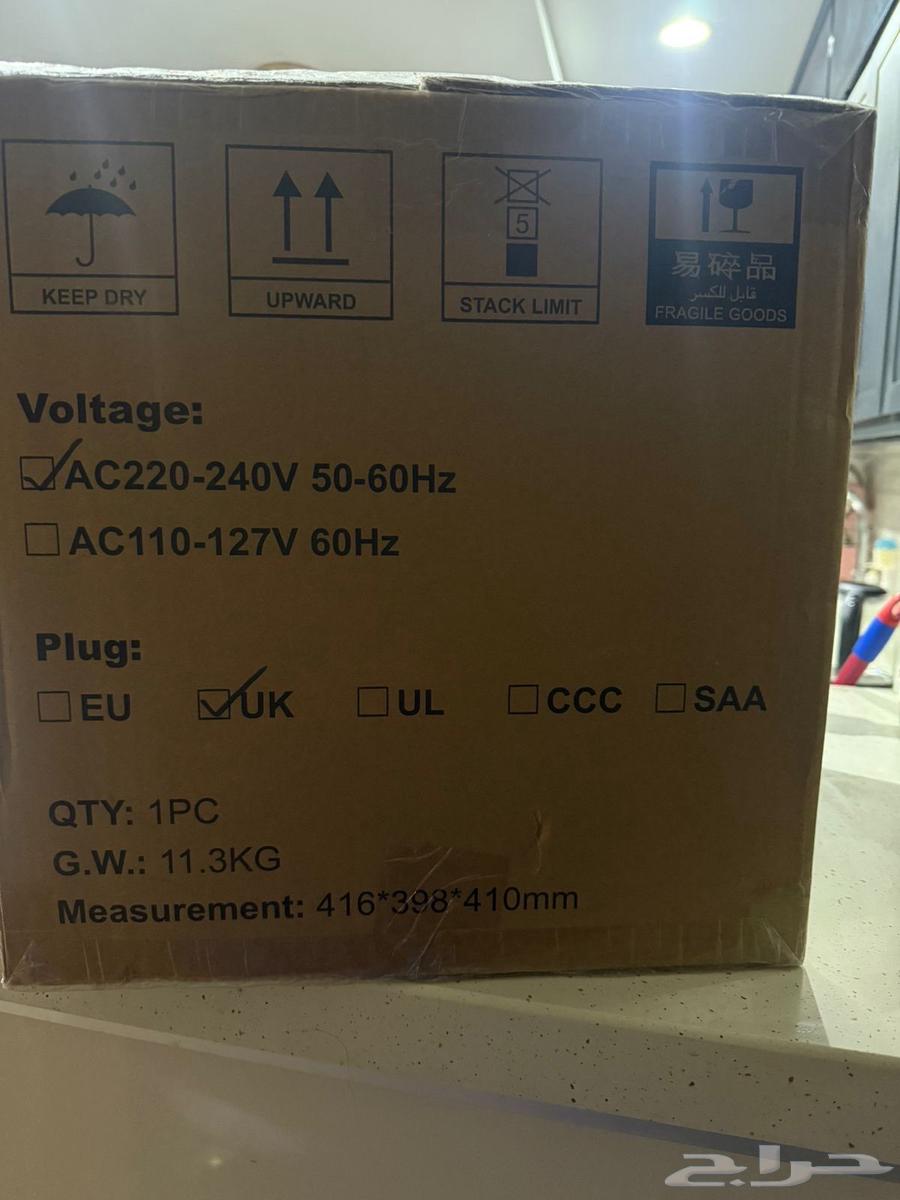 KEEP DRY
UPWARD
5
STACK LIMIT
易碎品
قابل للكسر
FRAGILE GOODS
Voltage:
AC220-240V 50-60Hz
AC110-127V 60Hz
Plug:
EU UK UL CCC SAA
QTY: 1PC
G.W.: 11.3KG
Measurement: 416*398*410mm
حراج